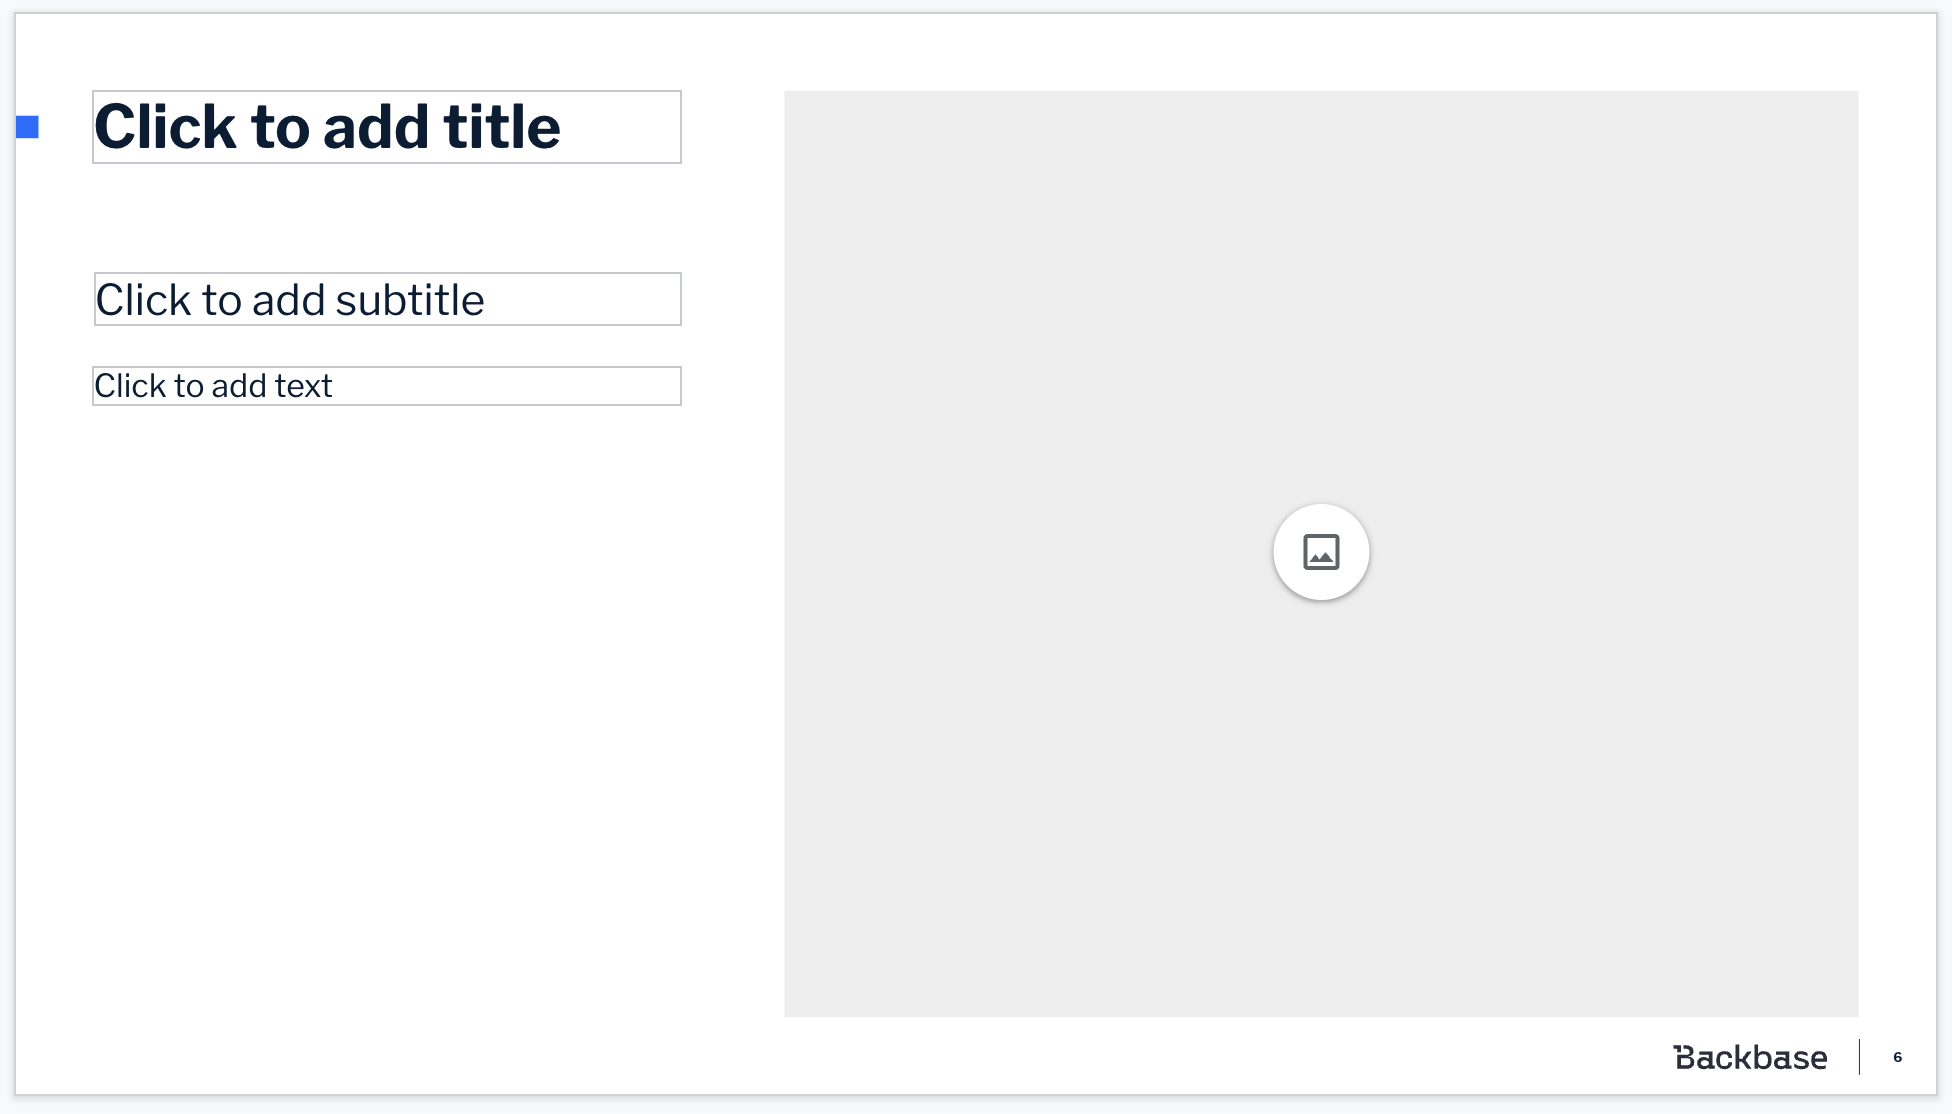 Click to add title
Click to add subtitle
Click to add text
Backbase
6